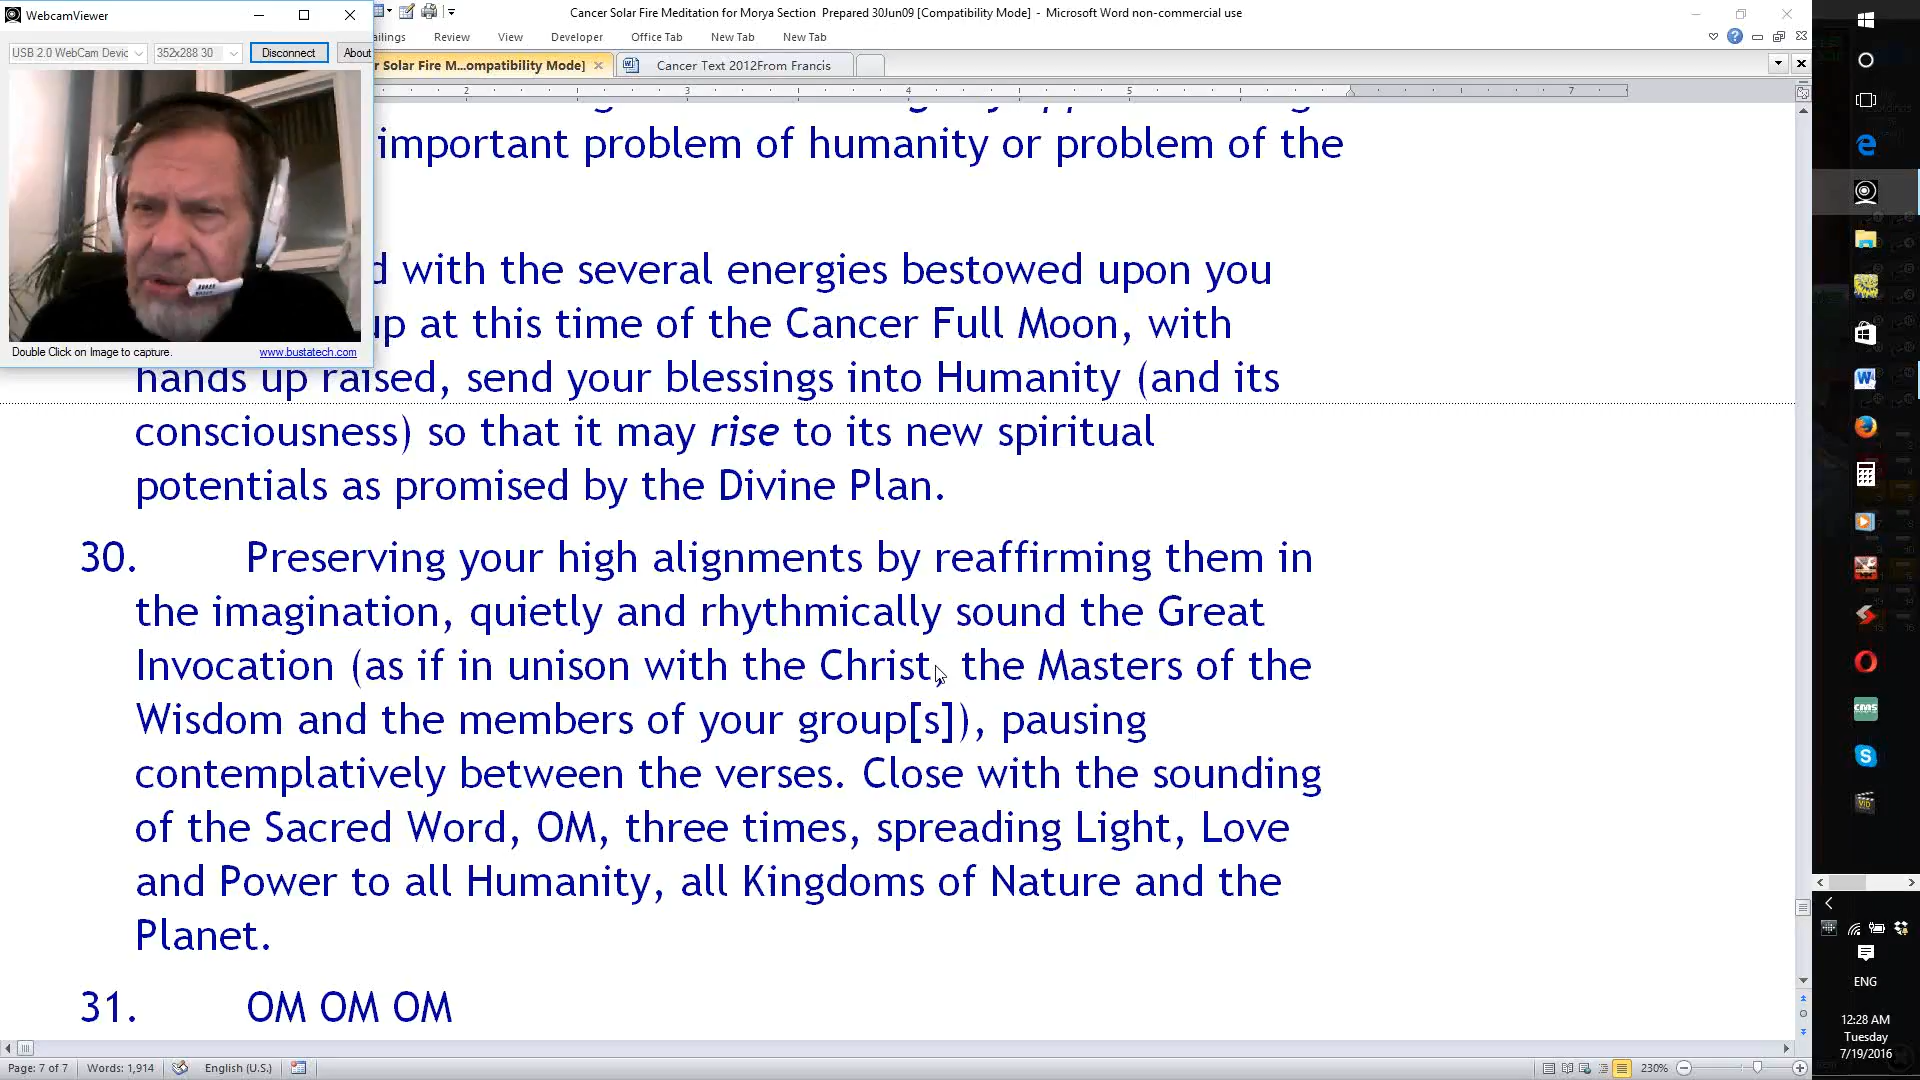 WebcamViewer
USB 2.0 WebCam Devic
352x288 30
Disconnect
About
Double Click on Image to capture.
www.bustatech.com
Cancer Solar Fire Meditation for Morya Section Prepared 30Jun09 [Compatibility Mode] - Microsoft Word non-commercial use
ailings
Review
View
Developer
Office Tab
New Tab
New Tab
r Solar Fire M...ompatibility Mode]
Cancer Text 2012From Francis
2
3
4
5
7
important problem of humanity or problem of the
d with the several energies bestowed upon you
up at this time of the Cancer Full Moon, with
hands up raised, send your blessings into Humanity (and its
consciousness) so that it may rise to its new spiritual
potentials as promised by the Divine Plan.
30. Preserving your high alignments by reaffirming them in
the imagination, quietly and rhythmically sound the Great
Invocation (as if in unison with the Christ, the Masters of the
Wisdom and the members of your group[s]), pausing
contemplatively between the verses. Close with the sounding
of the Sacred Word, OM, three times, spreading Light, Love
and Power to all Humanity, all Kingdoms of Nature and the
Planet.
31. OM OM OM
Page: 7 of 7
Words: 1,914
English (U.S.)
230%
ENG
12:28 AM
Tuesday
7/19/2016